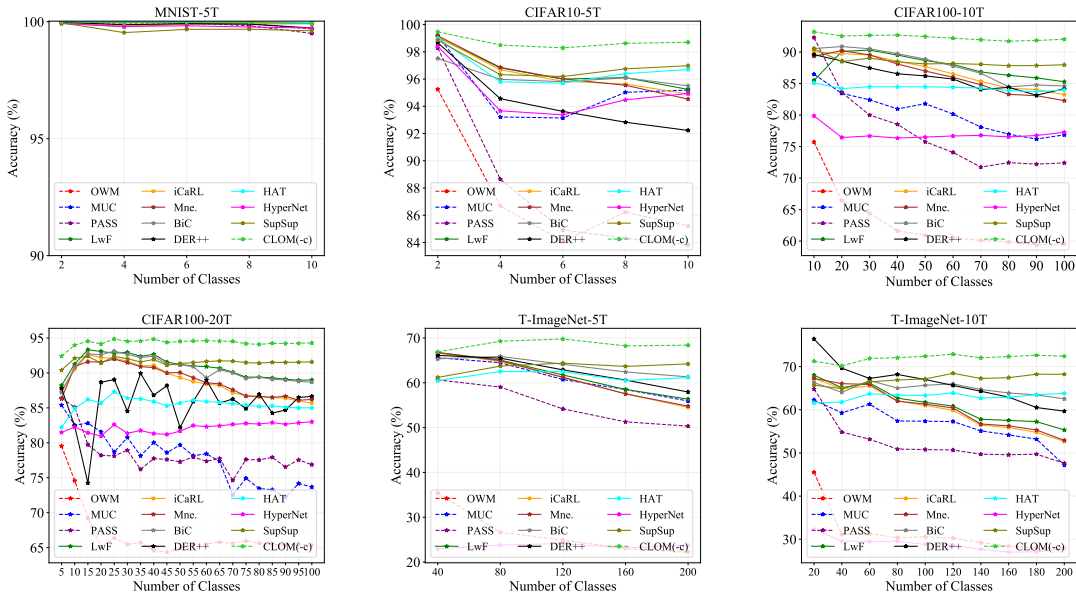 MNIST-5T
100
95
90
Accuracy (%)
2 4 6 8 10
Number of Classes
OWM iCaRL HAT
MUC Mne. HyperNet
PASS BiC SupSup
LwF DER++ CLOM(-c)
CIFAR10-5T
100
98
96
94
92
90
88
86
84
Accuracy (%)
2 4 6 8 10
Number of Classes
OWM iCaRL HAT
MUC Mne. HyperNet
PASS BiC SupSup
LwF DER++ CLOM(-c)
CIFAR100-10T
90
85
80
75
70
65
60
Accuracy (%)
10 20 30 40 50 60 70 80 90 100
Number of Classes
OWM iCaRL HAT
MUC Mne. HyperNet
PASS BiC SupSup
LwF DER++ CLOM(-c)
CIFAR100-20T
95
90
85
80
75
70
65
Accuracy (%)
5 10 15 20 25 30 35 40 45 50 55 60 65 70 75 80 85 90 95 100
Number of Classes
OWM iCaRL HAT
MUC Mne. HyperNet
PASS BiC SupSup
LwF DER++ CLOM(-c)
T-ImageNet-5T
70
60
50
40
30
20
Accuracy (%)
40 80 120 160 200
Number of Classes
OWM iCaRL HAT
MUC Mne. HyperNet
PASS BiC SupSup
LwF DER++ CLOM(-c)
T-ImageNet-10T
70
60
50
40
30
Accuracy (%)
20 40 60 80 100 120 140 160 180 200
Number of Classes
OWM iCaRL HAT
MUC Mne. HyperNet
PASS BiC SupSup
LwF DER++ CLOM(-c)